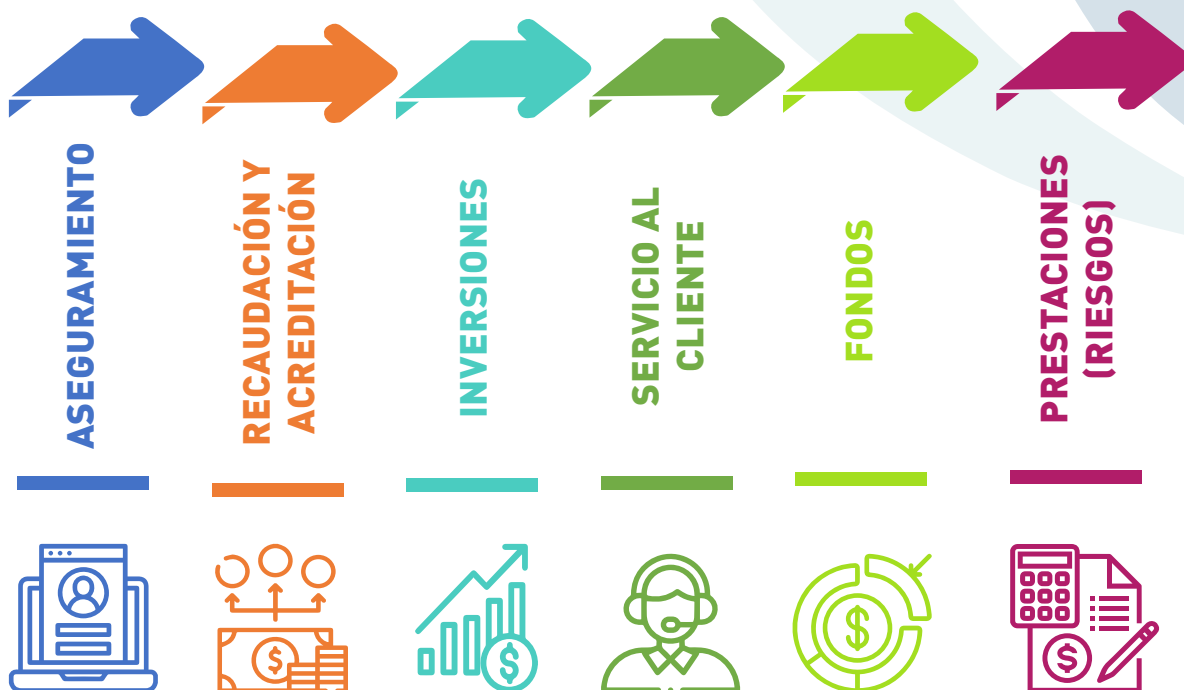 ASEGURAMIENTO
RECAUDACIÓN Y
ACREDITACIÓN
INVERSIONES
SERVICIO AL
CLIENTE
FONDOS
PRESTACIONES
(RIESGOS)
$
$
$
$